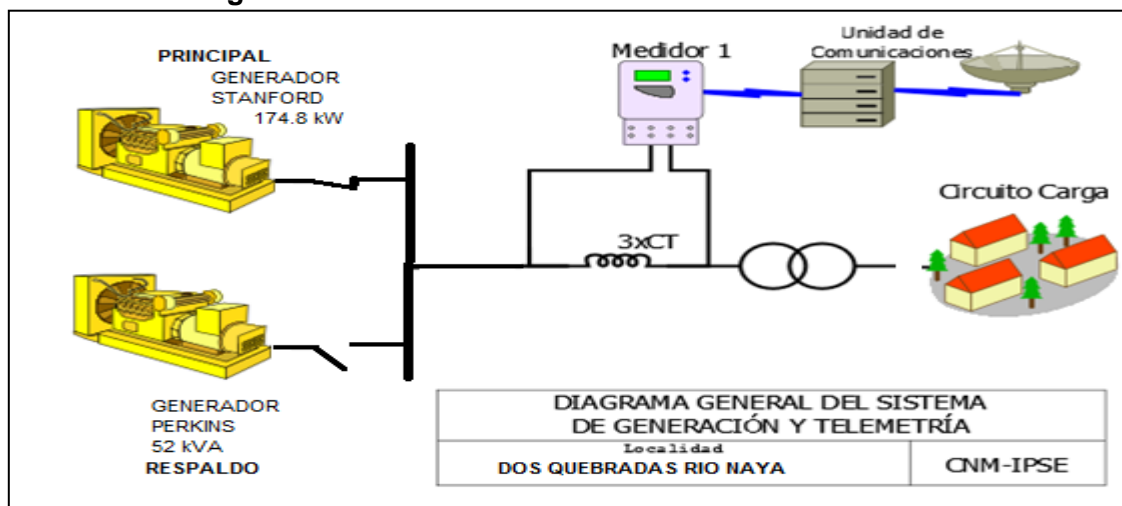 PRINCIPAL
GENERADOR
STANFORD
174.8 kW
Medidor 1
Unidad de
Comunicaciones
3xCT
Circuito Carga
GENERADOR
PERKINS
52 kVA
RESPALDO
DIAGRAMA GENERAL DEL SISTEMA
DE GENERACIÓN Y TELEMETRÍA
Localidad
DOS QUEBRADAS RIO NAYA
CNM-IPSE